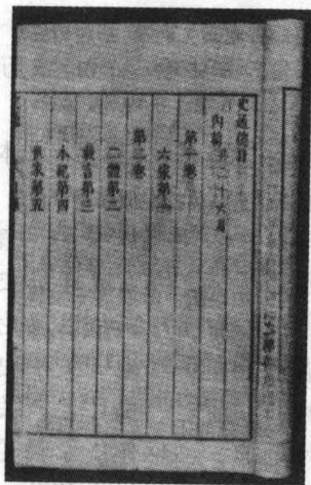 史通總目
內篇
第一卷
六家第一
第二卷
二體第二
載言第三
本紀第四
世家第五